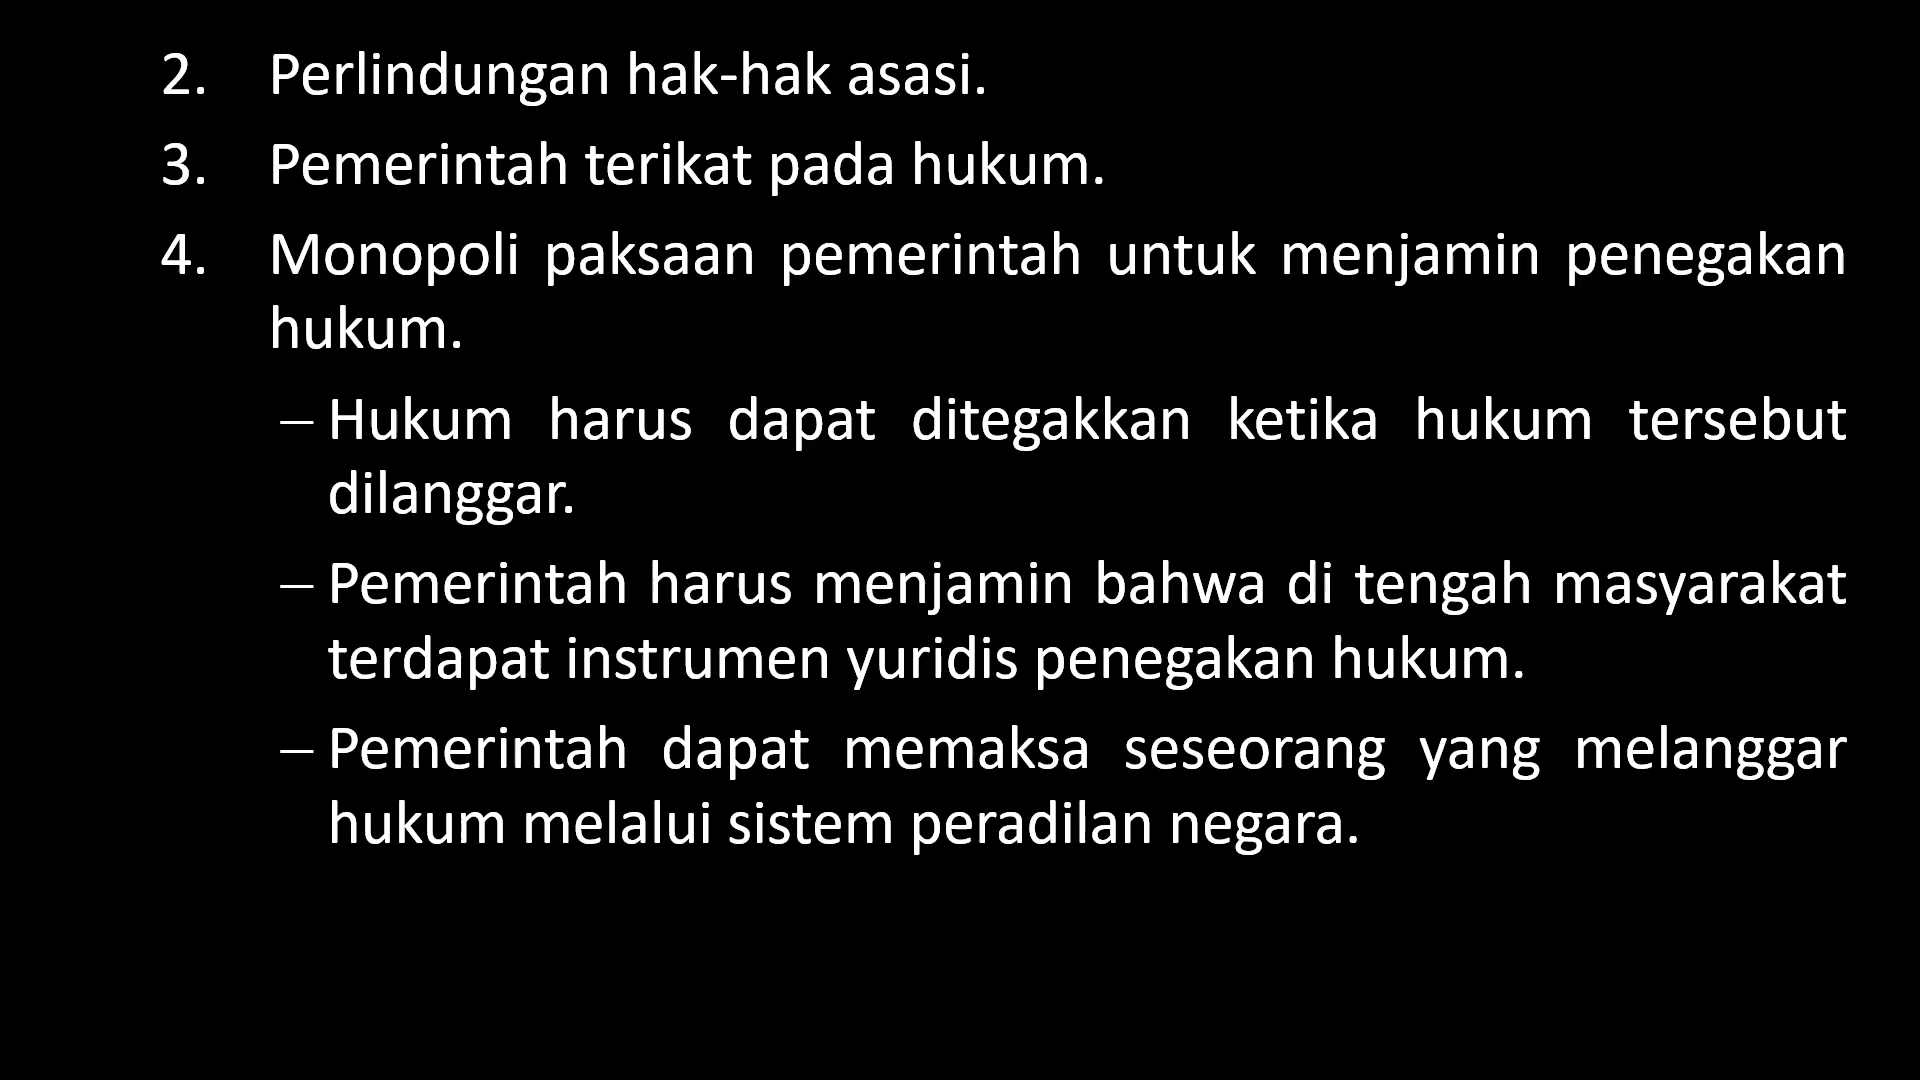 2. Perlindungan hak-hak asasi.
3. Pemerintah terikat pada hukum.
4. Monopoli paksaan pemerintah untuk menjamin penegakan
hukum.
– Hukum harus dapat ditegakkan ketika hukum tersebut
dilanggar.
– Pemerintah harus menjamin bahwa di tengah masyarakat
terdapat instrumen yuridis penegakan hukum.
– Pemerintah dapat memaksa seseorang yang melanggar
hukum melalui sistem peradilan negara.